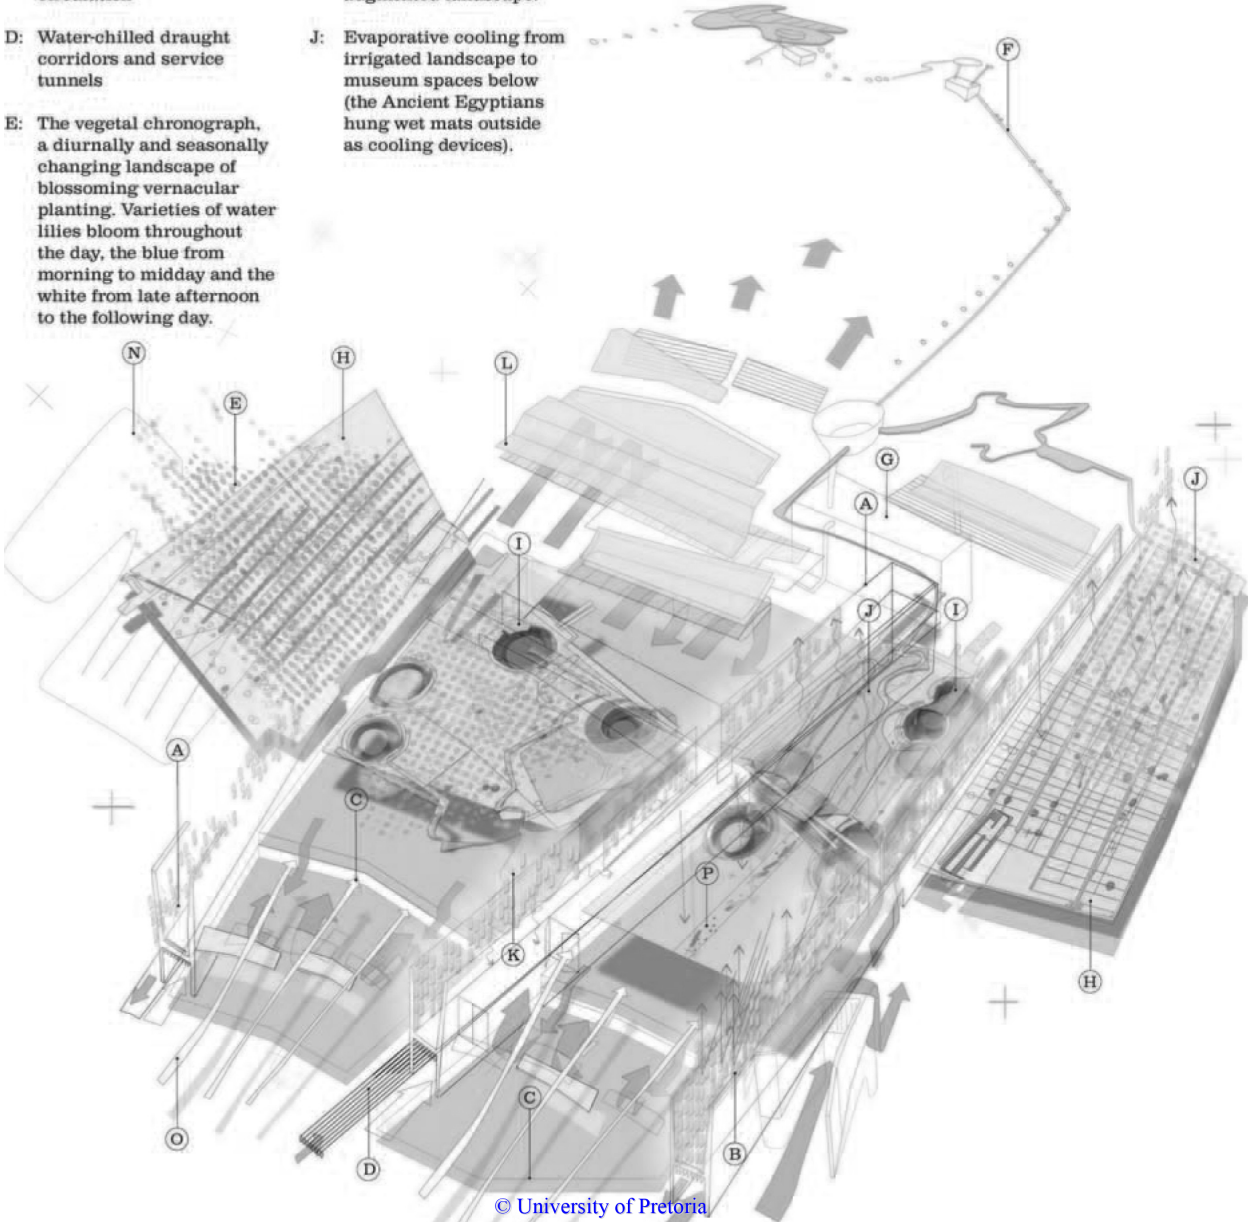 D: Water-chilled draught
corridors and service
tunnels
E: The vegetal chronograph,
a diurnally and seasonally
changing landscape of
blossoming vernacular
planting. Varieties of water
lilies bloom throughout
the day, the blue from
morning to midday and the
white from late afternoon
to the following day.
J: Evaporative cooling from
irrigated landscape to
museum spaces below
(the Ancient Egyptians
hung wet mats outside
as cooling devices).
F
N
H
L
E
G
J
A
I
J
I
A
C
P
K
H
C
B
O
D
© University of Pretoria